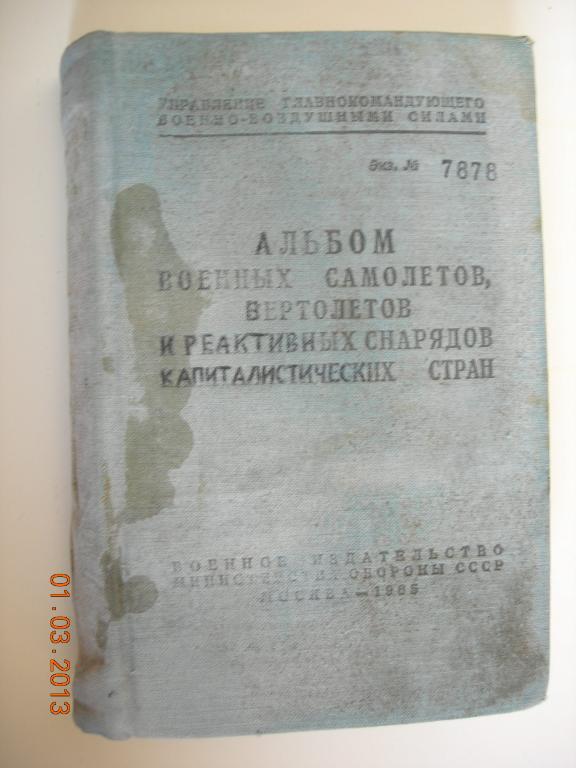 УПРАВЛЕНИЕ ГЛАВНОКОМАНДУЮЩЕГО
ВОЕННО-ВОЗДУШНЫМИ СИЛАМИ
Экз. № 7878
АЛЬБОМ
ВОЕННЫХ САМОЛЕТОВ,
ВЕРТОЛЕТОВ
И РЕАКТИВНЫХ СНАРЯДОВ
КАПИТАЛИСТИЧЕСКИХ СТРАН
ВОЕННОЕ ИЗДАТЕЛЬСТВО
МИНИСТЕРСТВА ОБОРОНЫ СССР
МОСКВА—1965
01.03.2013